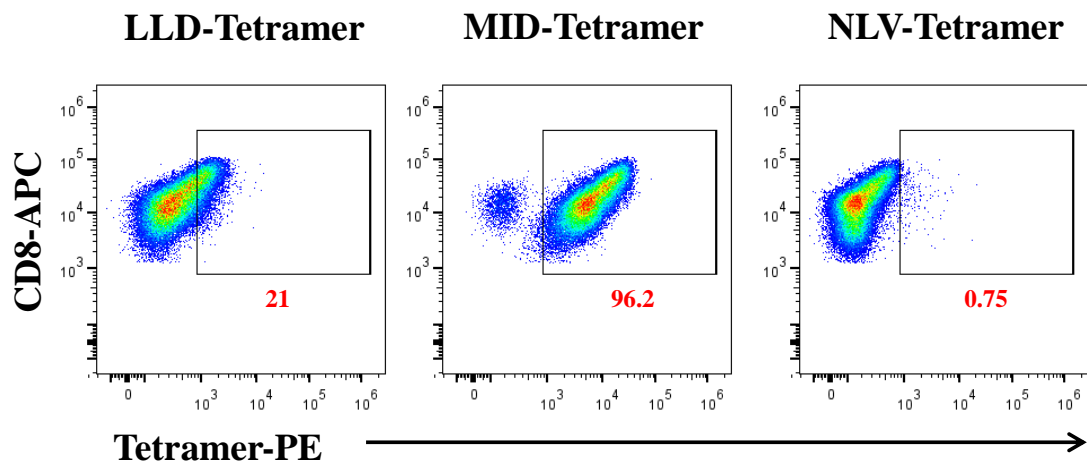 LLD-Tetramer MID-Tetramer NLV-Tetramer
CD8-APC
10^6 10^6 10^6
10^5 10^5 10^5
10^4 10^4 10^4
10^3 10^3 10^3
21 96.2 0.75
0 10^3 10^4 10^5 10^6 0 10^3 10^4 10^5 10^6 0 10^3 10^4 10^5 10^6
Tetramer-PE